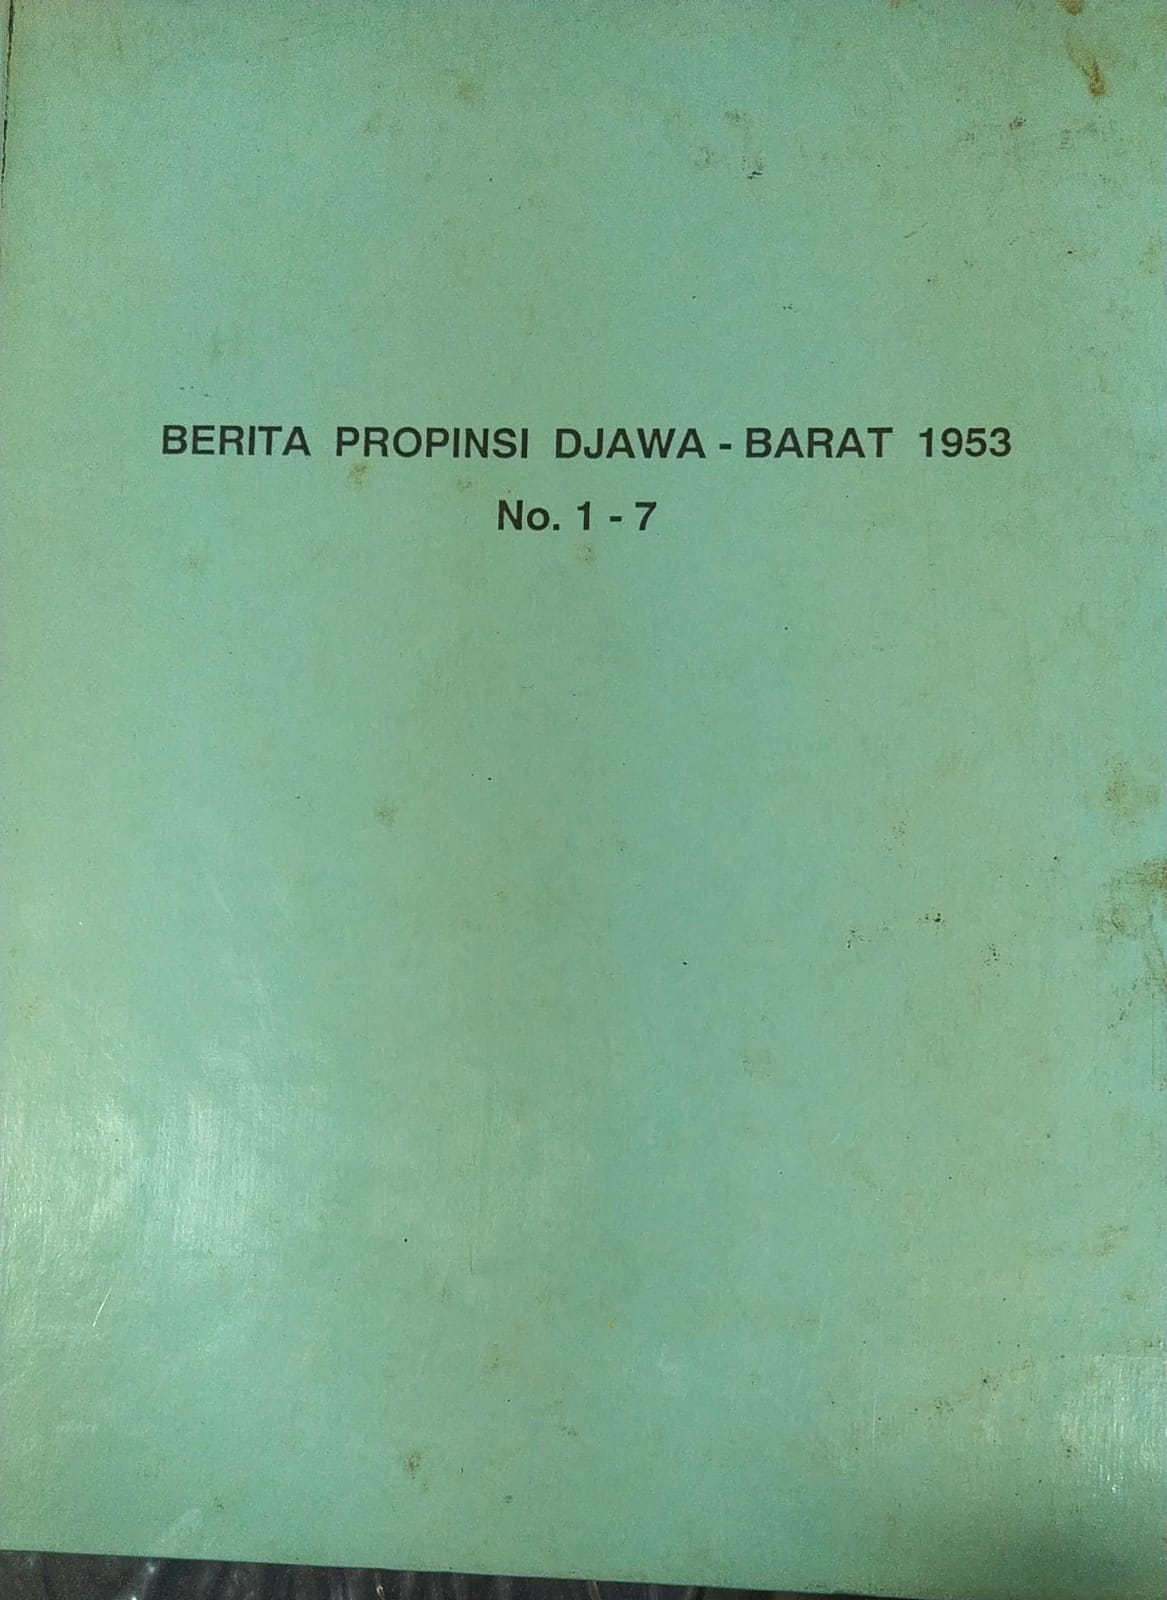 BERITA PROPINSI DJAWA - BARAT 1953
No. 1 - 7